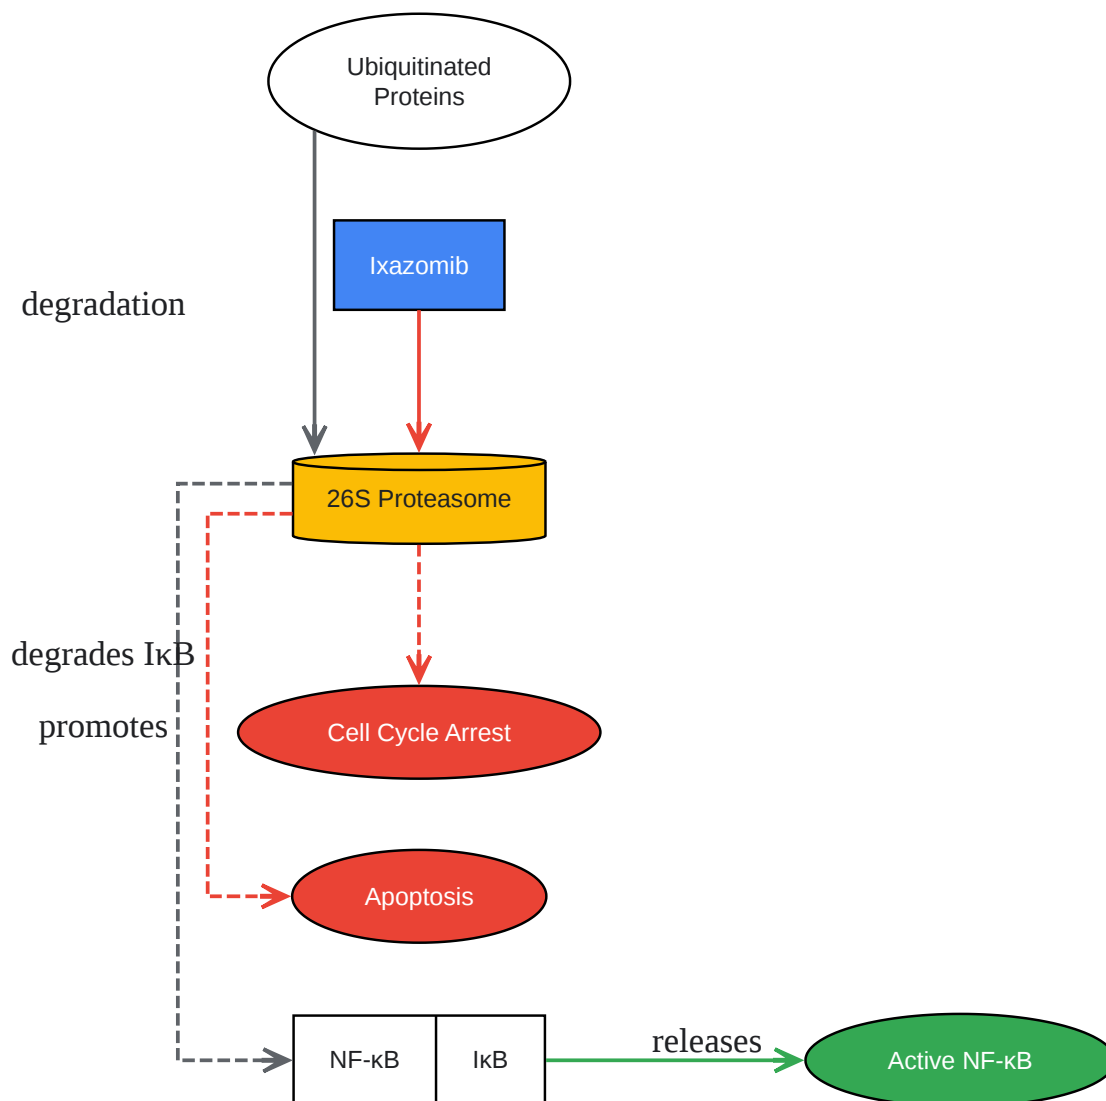 Ubiquitinated
Proteins
Ixazomib
degradation
26S Proteasome
degrades IκB
promotes
Cell Cycle Arrest
Apoptosis
NF-κB
IκB
releases
Active NF-κB